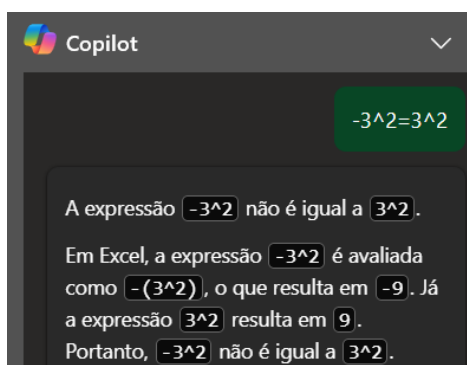 Copilot
-3^2=3^2
A expressão -3^2 não é igual a 3^2.
Em Excel, a expressão -3^2 é avaliada
como -(3^2), o que resulta em -9. Já
a expressão 3^2 resulta em 9.
Portanto, -3^2 não é igual a 3^2.